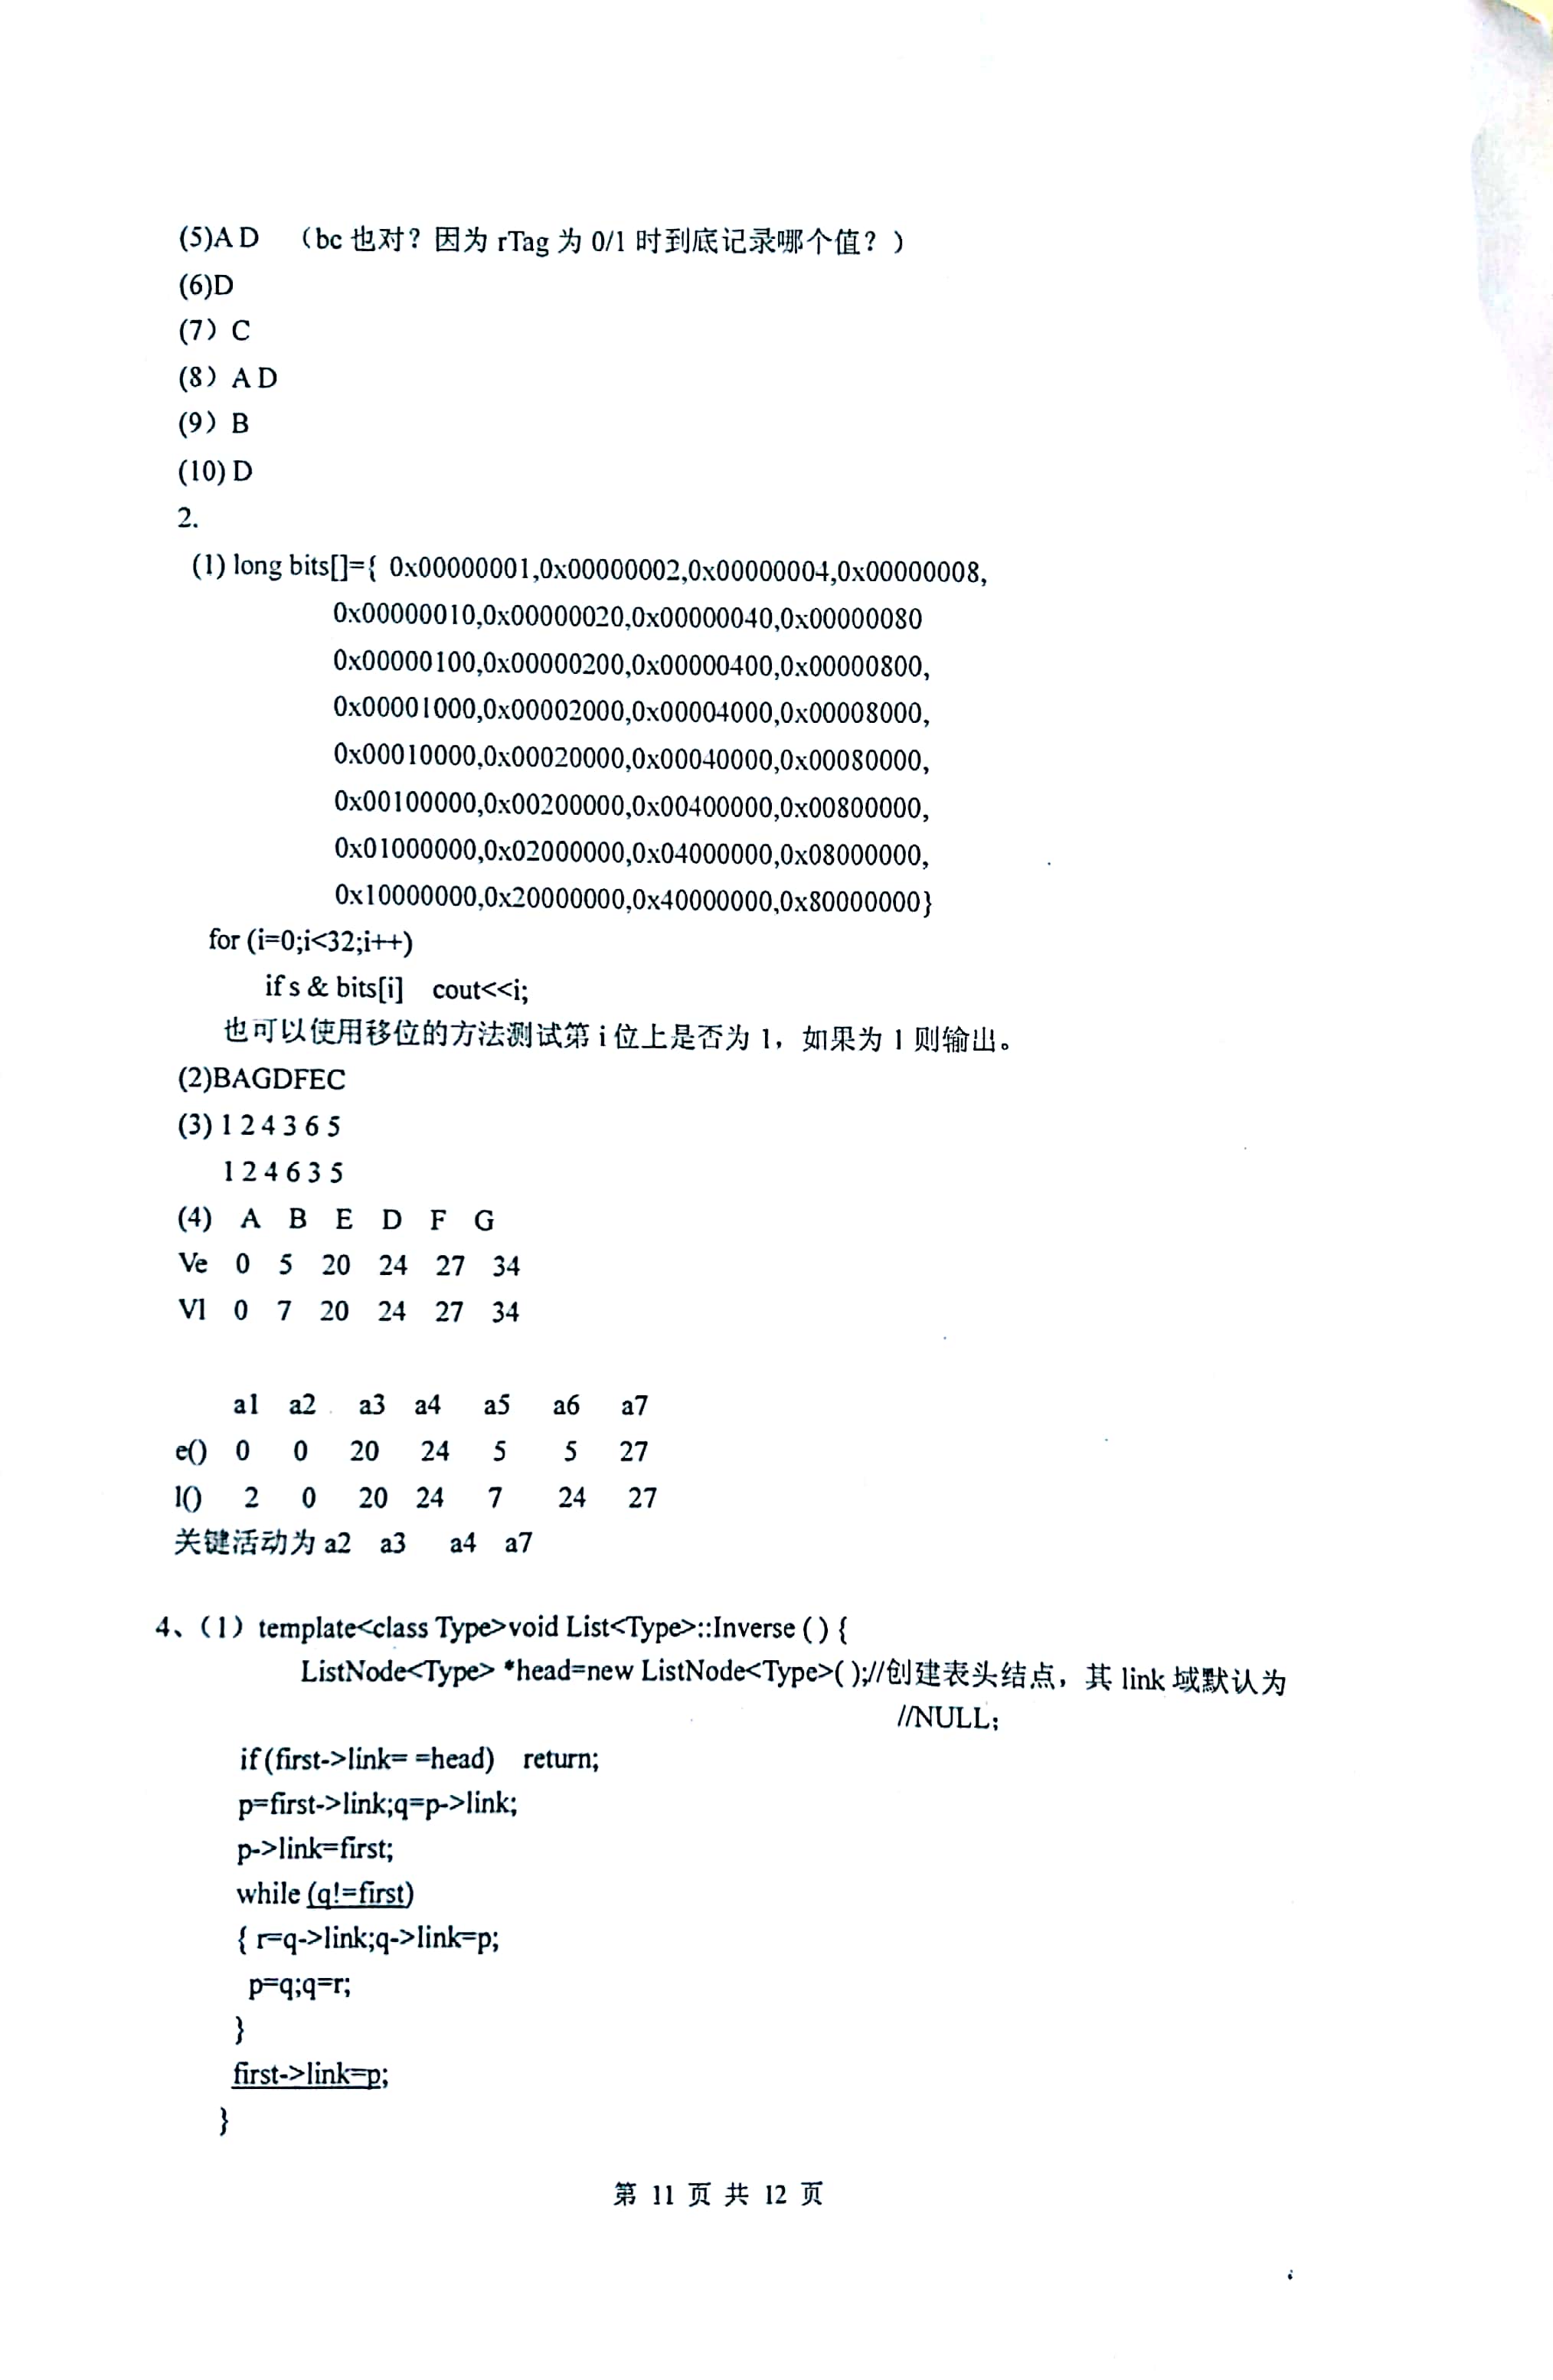 (5)A D （bc 也对？因为 rTag 为 0/1 时到底记录哪个值？）
(6)D
(7）C
(8）A D
(9）B
(10) D
2.
(1) long bits[]={ 0x00000001,0x00000002,0x00000004,0x00000008,
0x00000010,0x00000020,0x00000040,0x00000080
0x00000100,0x00000200,0x00000400,0x00000800,
0x00001000,0x00002000,0x00004000,0x00008000,
0x00010000,0x00020000,0x00040000,0x00080000,
0x00100000,0x00200000,0x00400000,0x00800000,
0x01000000,0x02000000,0x04000000,0x08000000,
0x10000000,0x20000000,0x40000000,0x80000000}
for (i=0;i<32;i++)
if s & bits[i] cout<<i;
也可以使用移位的方法测试第 i 位上是否为 1，如果为 1 则输出。
(2)BAGDFEC
(3) 1 2 4 3 6 5
1 2 4 6 3 5
(4) A B E D F G
Ve 0 5 20 24 27 34
Vl 0 7 20 24 27 34
a1 a2 a3 a4 a5 a6 a7
e() 0 0 20 24 5 5 27
l() 2 0 20 24 7 24 27
关键活动为 a2 a3 a4 a7
4、（1）template<class Type>void List<Type>::Inverse ( ) {
ListNode<Type> *head=new ListNode<Type>( );//创建表头结点，其 link 域默认为
//NULL；
if (first->link= =head) return;
p=first->link;q=p->link;
p->link=first;
while (q!=first)
{ r=q->link;q->link=p;
p=q;q=r;
}
first->link=p;
}
第 11 页 共 12 页